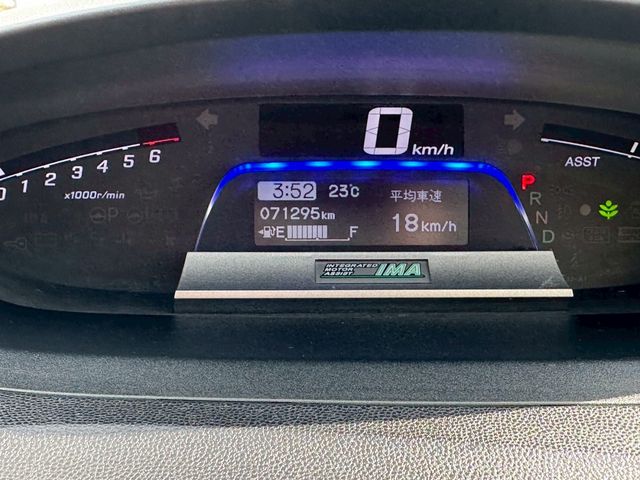 0 km/h
0 1 2 3 4 5 6
x1000r/min
ASST
3:52 23℃ 平均車速
071295km 18km/h
E F
P
R
N
D
INTEGRATED
MOTOR
ASSIST
IMA